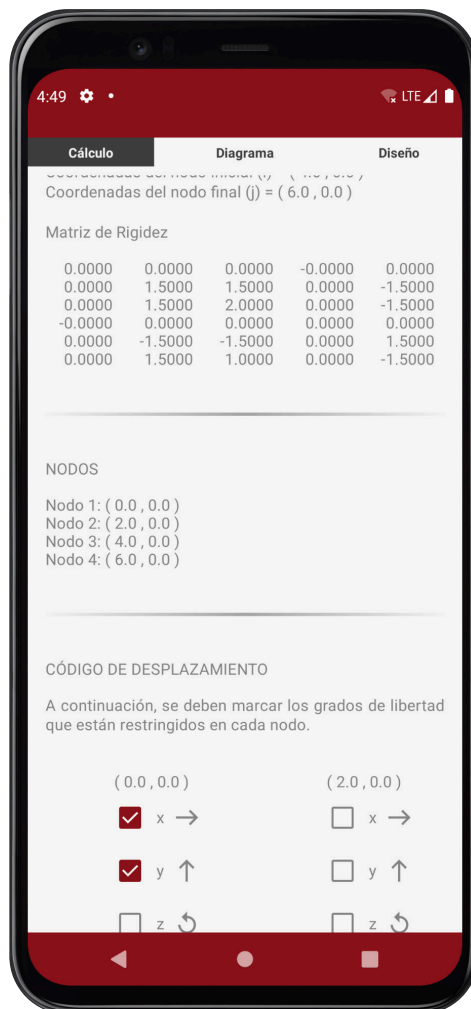 4:49 LTE
Cálculo Diagrama Diseño
Coordenadas del nodo final (j) = ( 6.0 , 0.0 )
Matriz de Rigidez
0.0000 0.0000 0.0000 -0.0000 0.0000
0.0000 1.5000 1.5000 0.0000 -1.5000
0.0000 1.5000 2.0000 0.0000 -1.5000
-0.0000 0.0000 0.0000 0.0000 0.0000
0.0000 -1.5000 -1.5000 0.0000 1.5000
0.0000 1.5000 1.0000 0.0000 -1.5000
NODOS
Nodo 1: ( 0.0 , 0.0 )
Nodo 2: ( 2.0 , 0.0 )
Nodo 3: ( 4.0 , 0.0 )
Nodo 4: ( 6.0 , 0.0 )
CÓDIGO DE DESPLAZAMIENTO
A continuación, se deben marcar los grados de libertad
que están restringidos en cada nodo.
( 0.0 , 0.0 ) ( 2.0 , 0.0 )
x → x →
y ↑ y ↑
z z